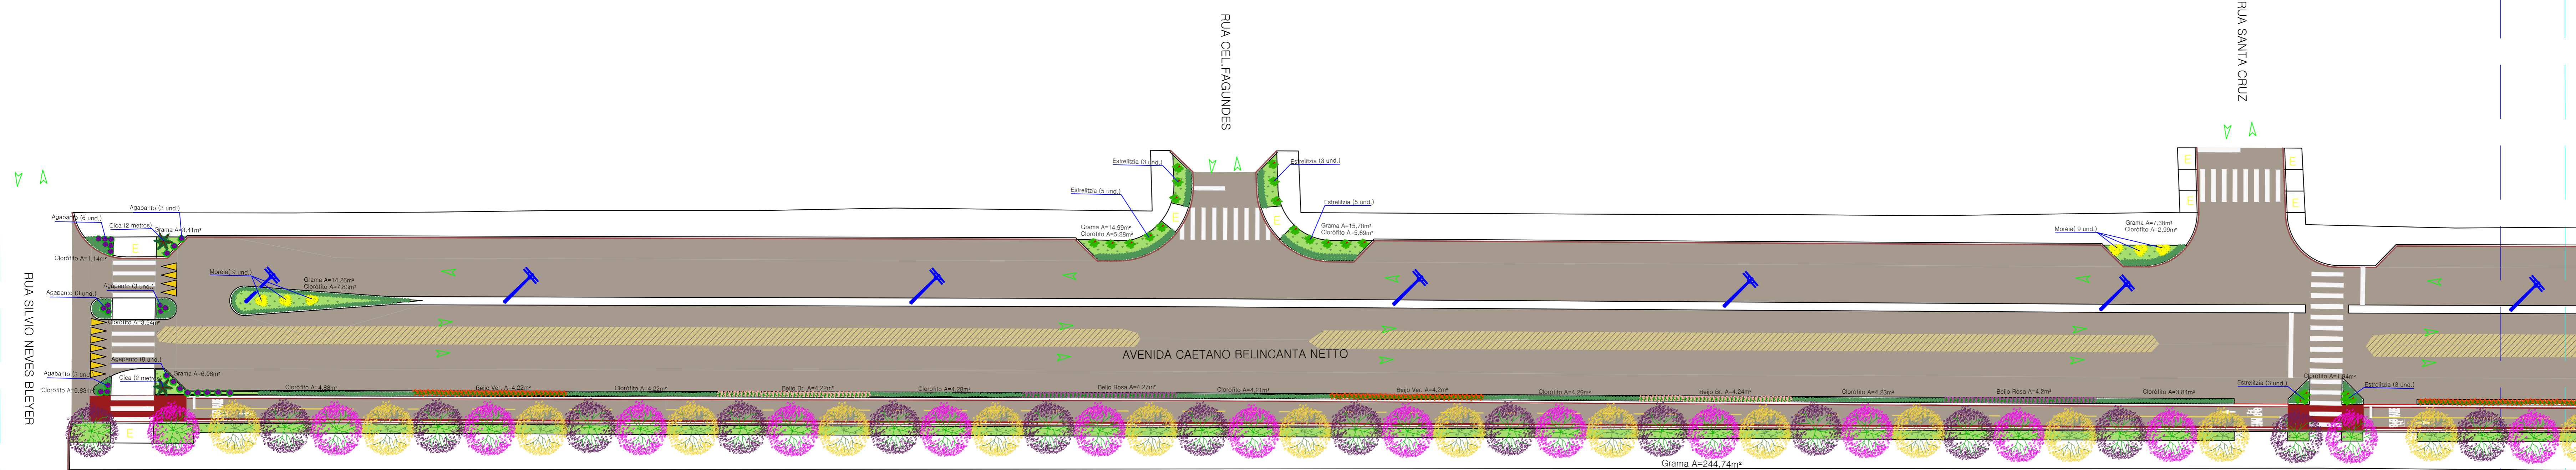 RUA CEL.FAGUNDES
RUA SANTA CRUZ
RUA SILVIO NEVES BLEYER
AVENIDA CAETANO BELINCANTA NETTO
Agapanto (3 und.)
Agapanto (6 und.)
Cica (2 metros)
Grama A=3,41m²
Clorófito A=1,14m²
Agapanto (3 und.)
Agapanto (3 und.)
Clorófito A=3,54m²
Moréia( 9 und.)
Grama A=14,26m²
Clorófito A=7,83m²
Agapanto (8 und.)
Agapanto (3 und.)
Cica (2 metr
Grama A=6,08m²
Clorófito A=0,83m²
Estrelitzia (3 und.)
Estrelitzia (5 und.)
Grama A=14,99m²
Clorófito A=5,28m²
Estrelitzia (3 und.)
Estrelitzia (5 und.)
Grama A=15,78m²
Clorófito A=5,69m²
Grama A=7,38m²
Clorófito A=2,99m²
Moréia( 9 und.)
E
E
E
E
E
E
E
E
Clorófito A=4,88m²
Beijo Ver. A=4,22m²
Clorófito A=4,22m²
Beijo Br. A=4,22m²
Clorófito A=4,28m²
Beijo Rosa A=4,27m²
Clorófito A=4,21m²
Beijo Ver. A=4,2m²
Clorófito A=4,29m²
Beijo Br. A=4,24m²
Clorófito A=4,23m²
Beijo Rosa A=4,2m²
Clorófito A=3,84m²
Estrelitzia (3 und.)
Estrelitzia (3 und.)
Grama A=244,74m²